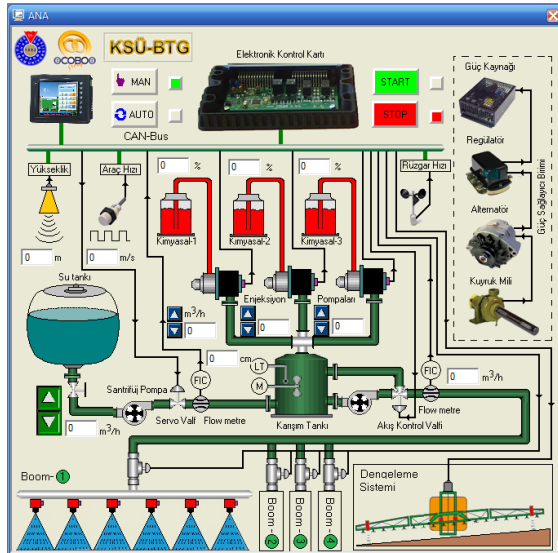 ANA
COBO
KSÜ-BTG
Elektronik Kontrol Kartı
MAN
AUTO
START
STOP
CAN-Bus
Güç Kaynağı
Regülatör
Alternatör
Kuyruk Mili
Güç Sağlayıcı Birimi
Yükseklik
Araç Hızı
Rüzgar Hızı
0 %
0 %
0 %
Kimyasal-1
Kimyasal-2
Kimyasal-3
0 m
0 m/s
0
Su tankı
m³/h
0
Enjeksiyon
0
Pompaları
0
0 cm
LT
M
FIC
FIC
0 m³/h
Santrifüj Pompa
Servo Valf
Flow metre
Karışım Tankı
Akış Kontrol Valfi
Flow metre
0
m³/h
Boom-1
Boom-2
Boom-3
Boom-4
Dengeleme
Sistemi